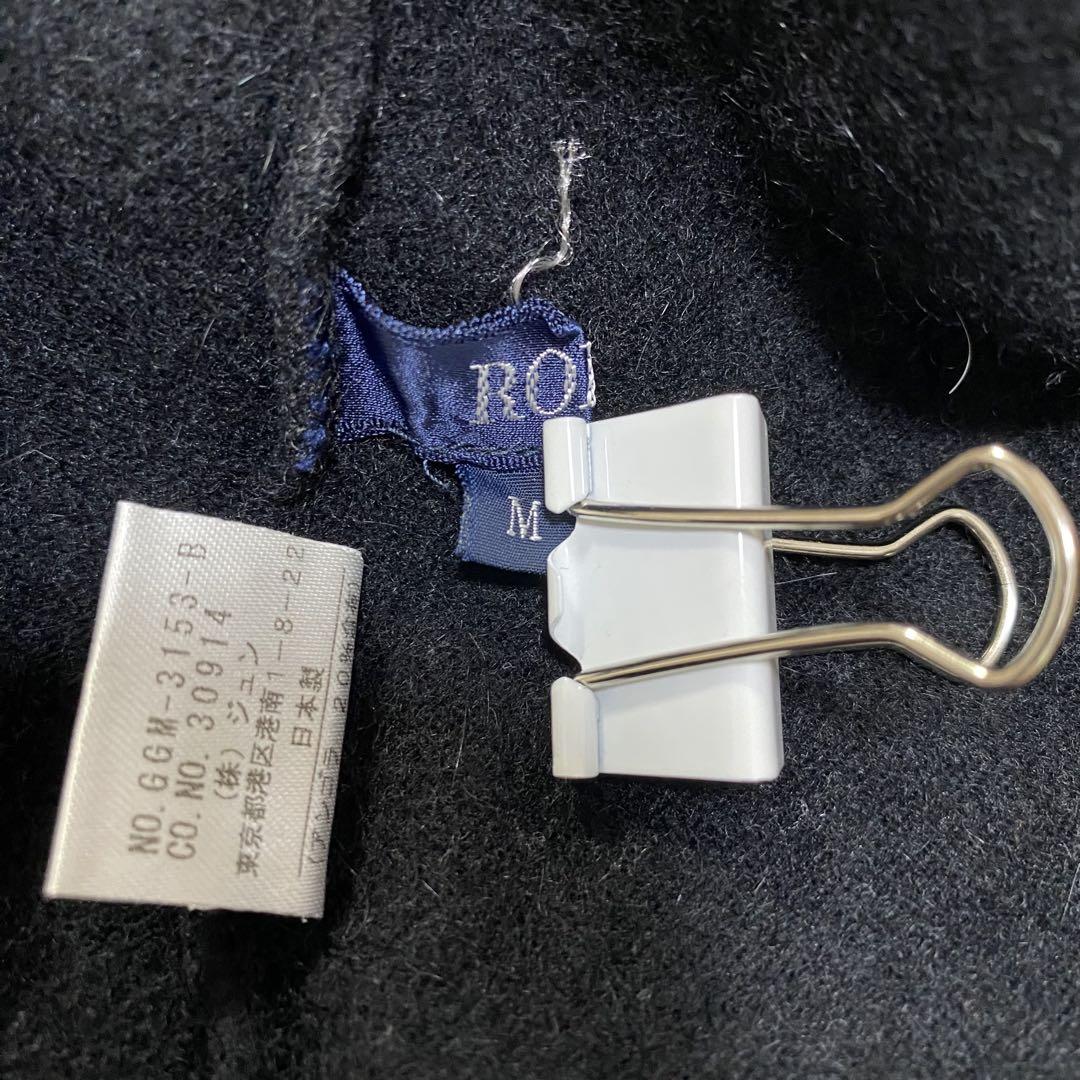 RO
M
NO. GGM-3153-B
CO. NO. 30914
(株) ジュン
東京都港区港南1-8-22
日本製